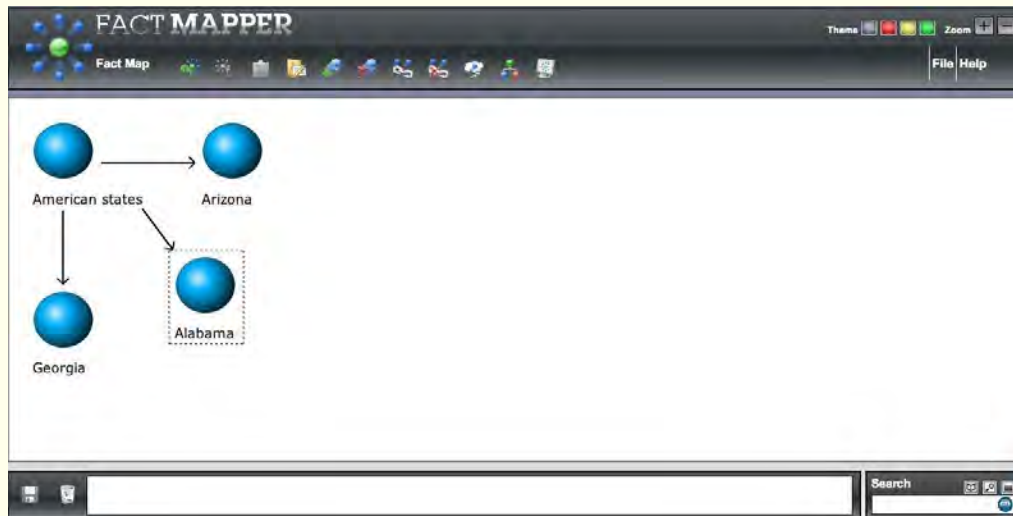 FACT MAPPER
Theme
Zoom
Fact Map
File Help
American states
Arizona
Alabama
Georgia
Search